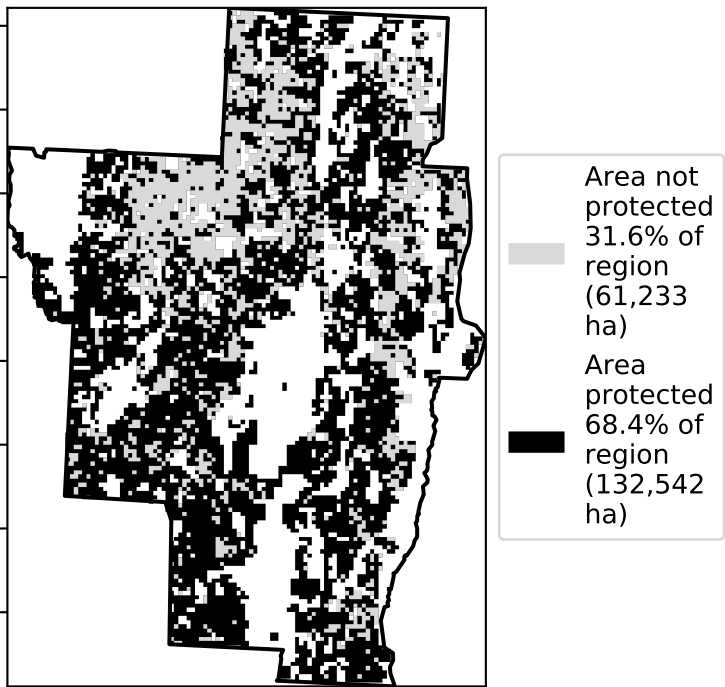 Area not
protected
31.6% of
region
(61,233
ha)
Area
protected
68.4% of
region
(132,542
ha)